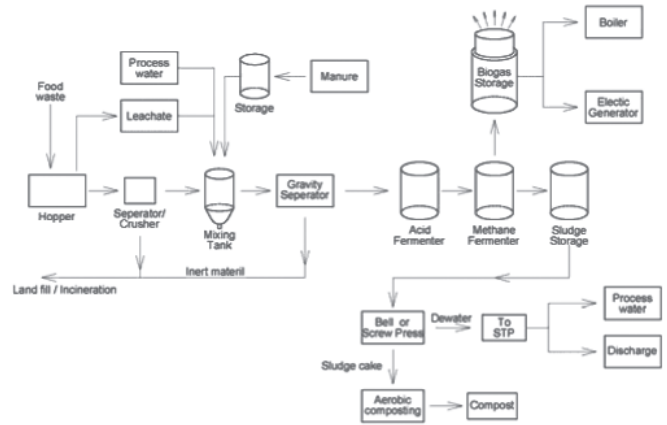 Boiler
Process
water
Food
waste
Manure
Biogas
Storage
Storage
Leachate
Electic
Generator
Gravity
Seperator
Hopper
Seperator/
Crusher
Mixing
Tank
Acid
Fermenter
Methane
Fermenter
Sludge
Storage
Inert materil
Land fill / Incineration
Process
water
Bell or
Screw Press
Dewater
To
STP
Discharge
Sludge cake
Aerobic
composting
Compost